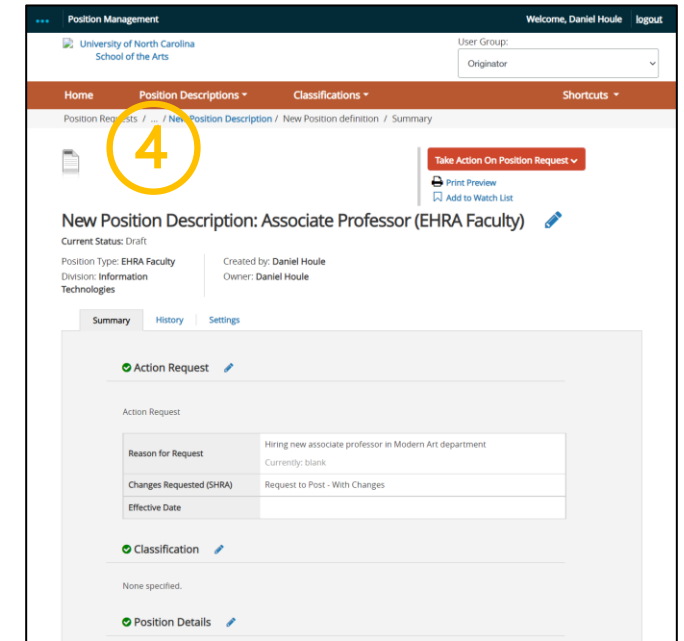 Position Management Welcome, Daniel Houle logout
University of North Carolina
School of the Arts
User Group:
Originator
Home Position Descriptions Classifications Shortcuts
Position Requests / ... / New Position Description / New Position definition / Summary
4
Take Action On Position Request
Print Preview
Add to Watch List
New Position Description: Associate Professor (EHRA Faculty)
Current Status: Draft
Position Type: EHRA Faculty
Division: Information
Technologies
Created by: Daniel Houle
Owner: Daniel Houle
Summary History Settings
Action Request
Action Request
Reason for Request Hiring new associate professor in Modern Art department
Currently: blank
Changes Requested (SHRA) Request to Post - With Changes
Effective Date
Classification
None specified.
Position Details